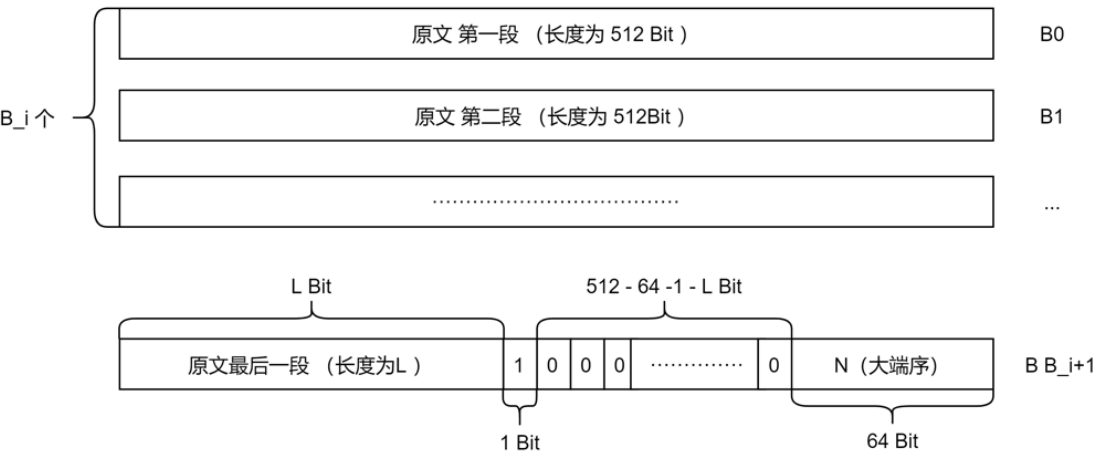 原文 第一段 （长度为 512 Bit ）
B0
B_i 个
原文 第二段 （长度为 512Bit ）
B1
.....................................
...
L Bit
512 - 64 -1 - L Bit
原文最后一段 （长度为L ）
1
0
0
0
..............
0
N（大端序）
B B_i+1
1 Bit
64 Bit